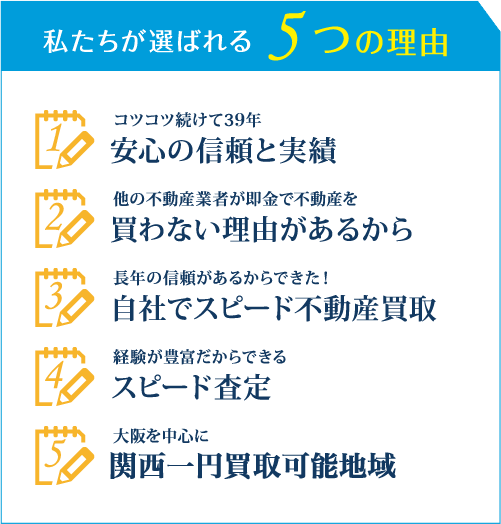 私たちが選ばれる 5つの理由
1
コツコツ続けて39年
安心の信頼と実績
2
他の不動産業者が即金で不動産を
買わない理由があるから
3
長年の信頼があるからできた!
自社でスピード不動産買取
4
経験が豊富だからできる
スピード査定
5
大阪を中心に
関西一円買取可能地域